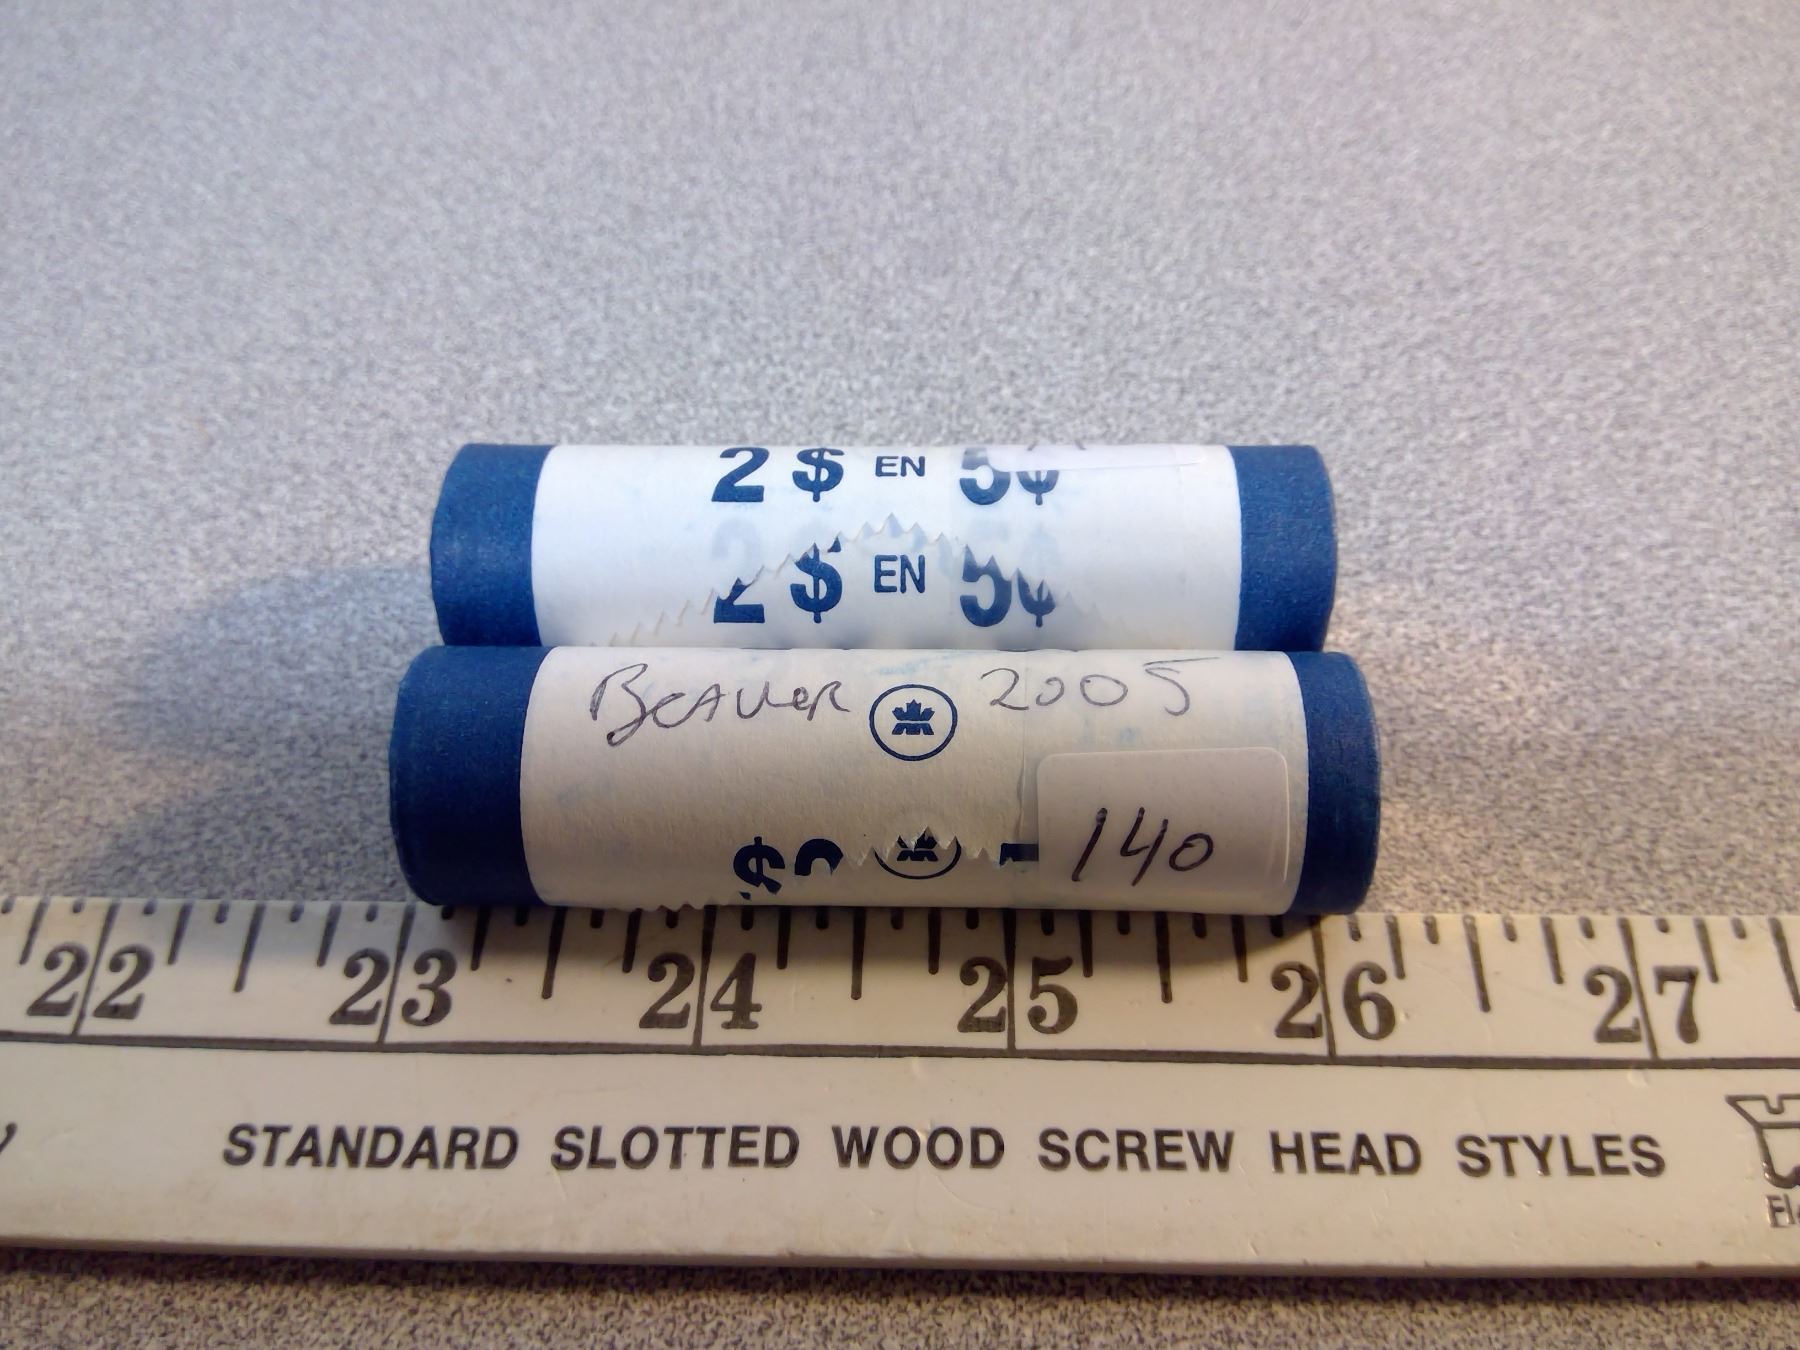 2 $ EN 5¢
2 $ EN 5¢
BEAVER 2005
140
22 23 24 25 26 27
STANDARD SLOTTED WOOD SCREW HEAD STYLES